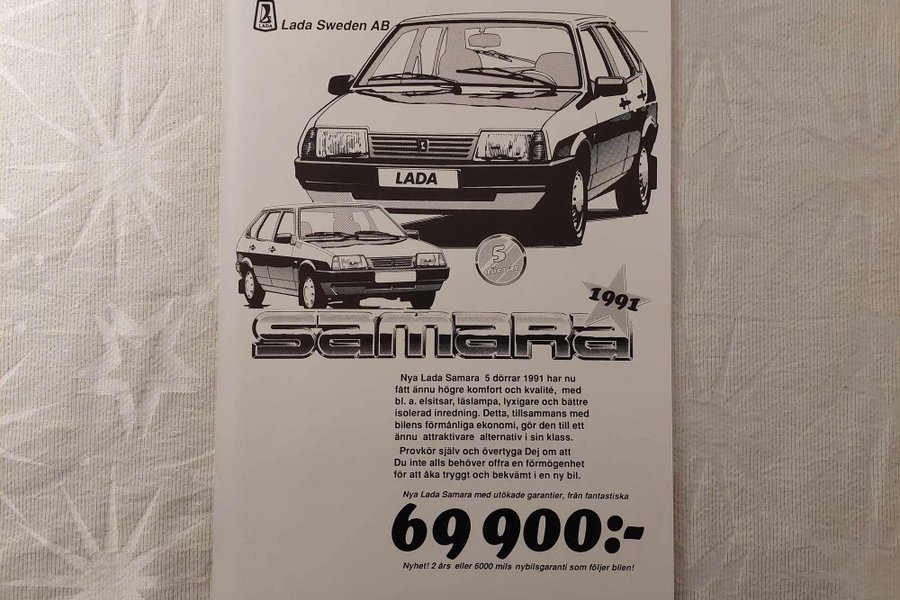 LADA
Lada Sweden AB
LADA
5
1991
SAMARA
Nya Lada Samara 5 dörrar 1991 har nu
fått ännu högre komfort och kvalité, med
bl. a. elsitsar, läslampa, lyxigare och bättre
isolerad inredning. Detta, tillsammans med
bilens förmånliga ekonomi, gör den till ett
ännu attraktivare alternativ i sin klass.
Provkör själv och övertyga Dej om att
Du inte alls behöver offra en förmögenhet
för att åka tryggt och bekvämt i en ny bil.
Nya Lada Samara med utökade garantier, från fantastiska
69 900:-
Nyhet! 2 års eller 6000 mils nybilsgaranti som följer bilen!